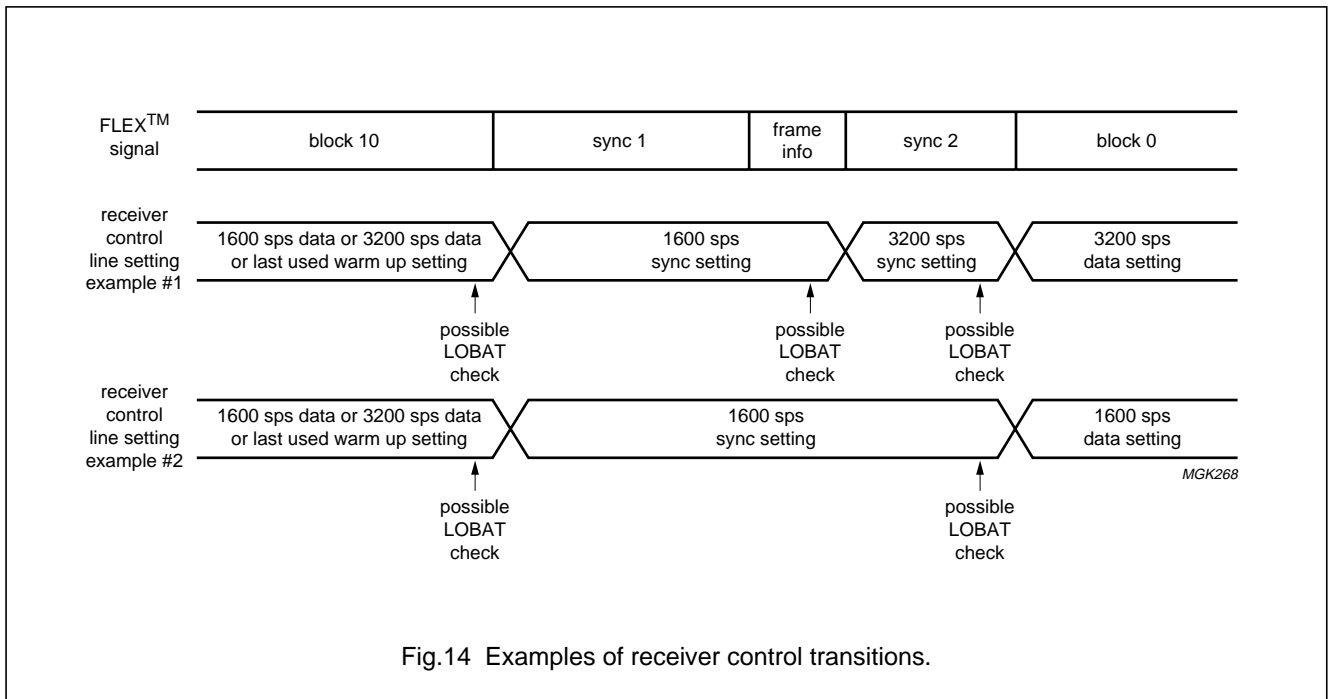 FLEX™
signal
block 10
sync 1
frame
info
sync 2
block 0
receiver
control
line setting
example #1
1600 sps data or 3200 sps data
or last used warm up setting
1600 sps
sync setting
3200 sps
sync setting
3200 sps
data setting
possible
LOBAT
check
possible
LOBAT
check
possible
LOBAT
check
receiver
control
line setting
example #2
1600 sps data or 3200 sps data
or last used warm up setting
1600 sps
sync setting
1600 sps
data setting
MGK268
possible
LOBAT
check
possible
LOBAT
check
Fig.14 Examples of receiver control transitions.